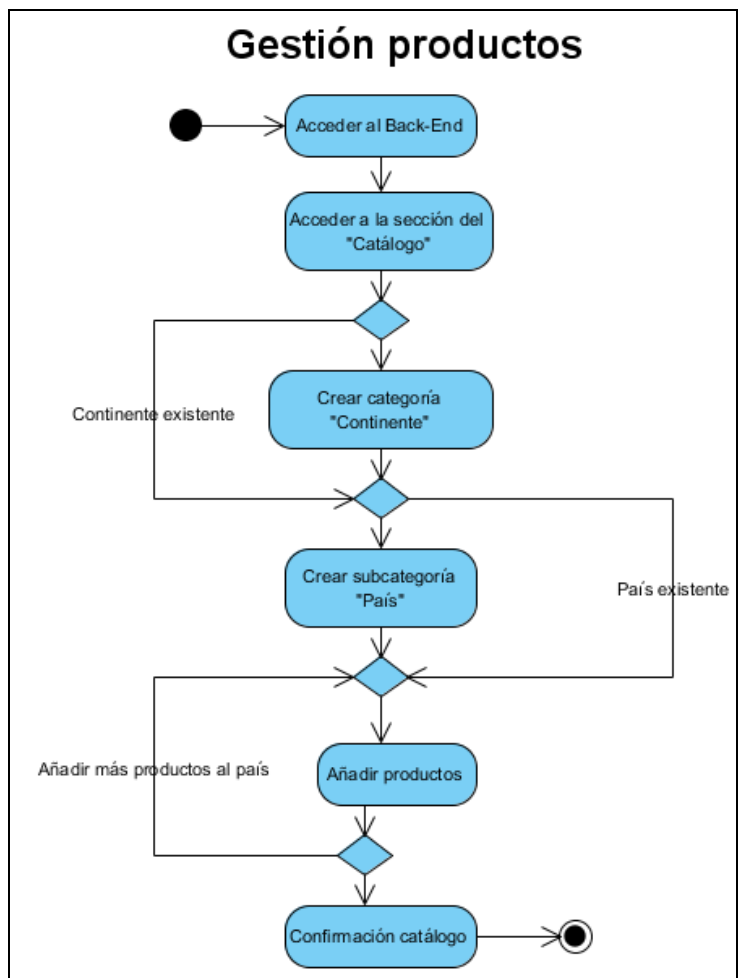 Gestión productos
Acceder al Back-End
Acceder a la sección del
"Catálogo"
Crear categoría
"Continente"
Continente existente
Crear subcategoría
"País"
País existente
Añadir más productos al país
Añadir productos
Confirmación catálogo